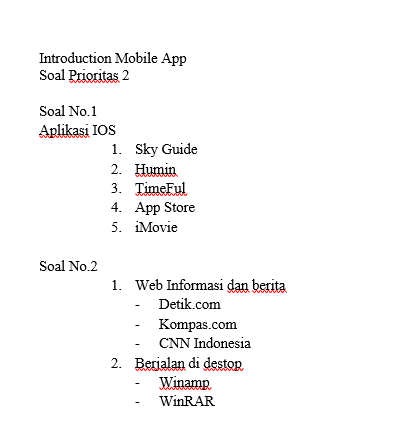 Introduction Mobile App
Soal Prioritas 2
Soal No.1
Aplikasi IOS
1. Sky Guide
2. Humin
3. TimeFul
4. App Store
5. iMovie
Soal No.2
1. Web Informasi dan berita
- Detik.com
- Kompas.com
- CNN Indonesia
2. Berjalan di destop
- Winamp
- WinRAR